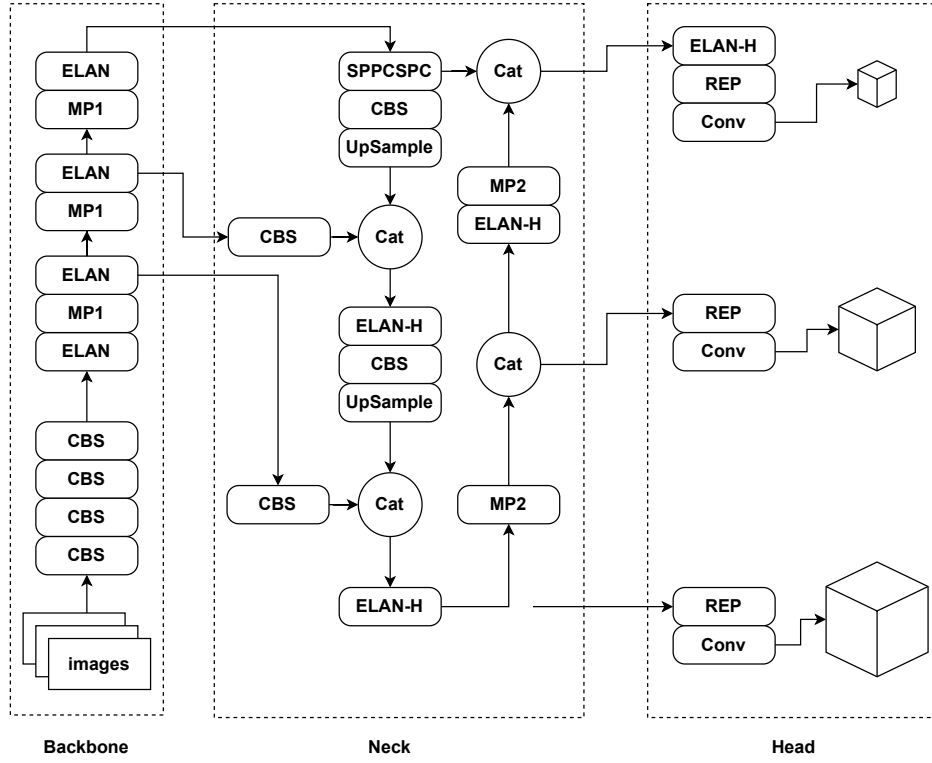 ELAN
MP1
ELAN
MP1
ELAN
MP1
ELAN
CBS
CBS
CBS
CBS
images
Backbone
SPPCSPC
CBS
UpSample
CBS
Cat
ELAN-H
CBS
UpSample
CBS
Cat
ELAN-H
Cat
MP2
ELAN-H
Cat
MP2
Neck
ELAN-H
REP
Conv
REP
Conv
REP
Conv
Head